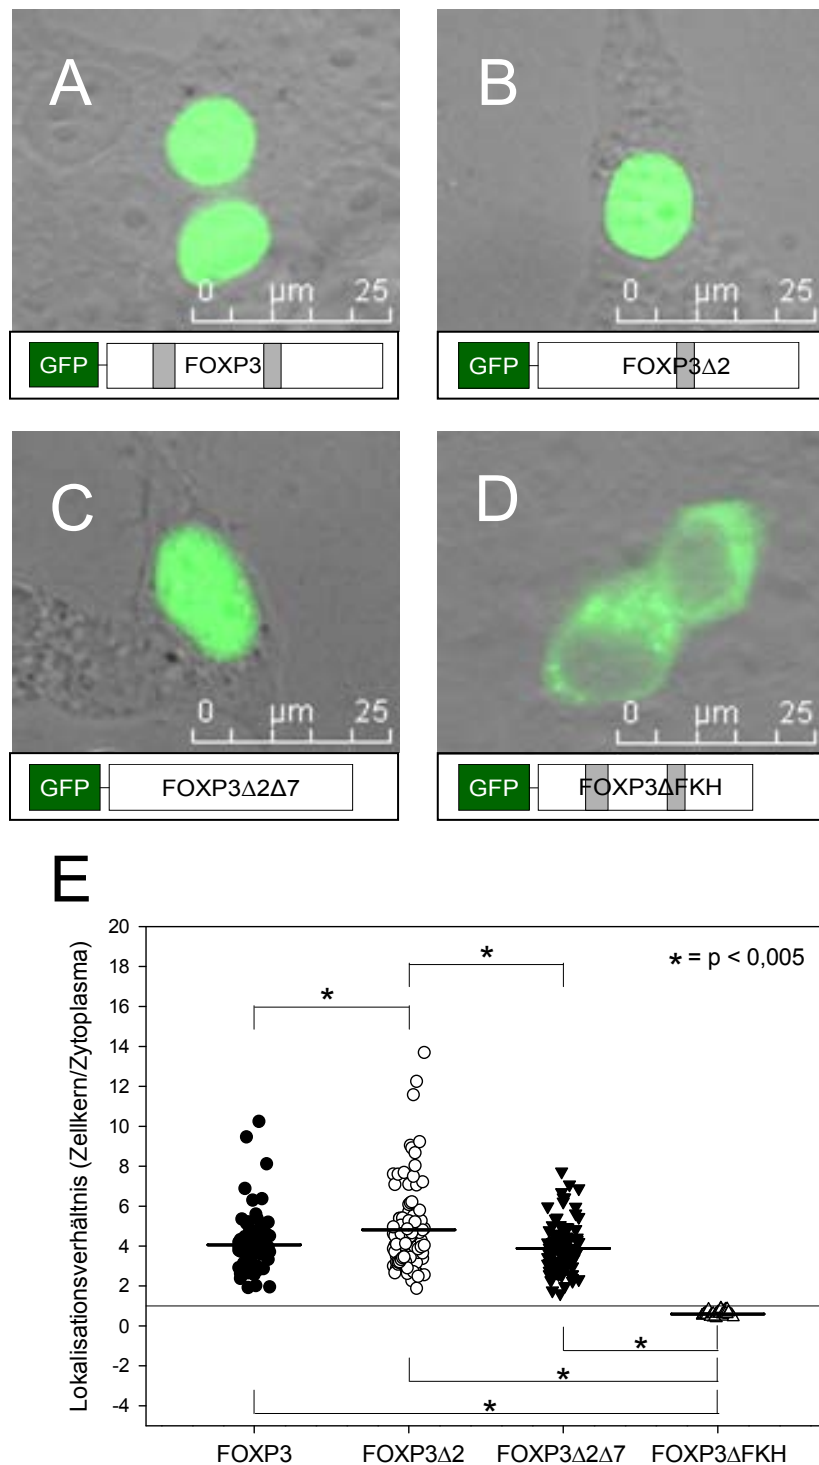 A
0 µm 25
GFP FOXP3
B
0 µm 25
GFP FOXP3Δ2
C
0 µm 25
GFP FOXP3Δ2Δ7
D
0 µm 25
GFP FOXP3ΔFKH
E
Lokalisationsverhältnis (Zellkern/Zytoplasma)
20
18
16
14
12
10
8
6
4
2
0
-2
-4
* = p < 0,005
*
*
*
*
*
FOXP3 FOXP3Δ2 FOXP3Δ2Δ7 FOXP3ΔFKH